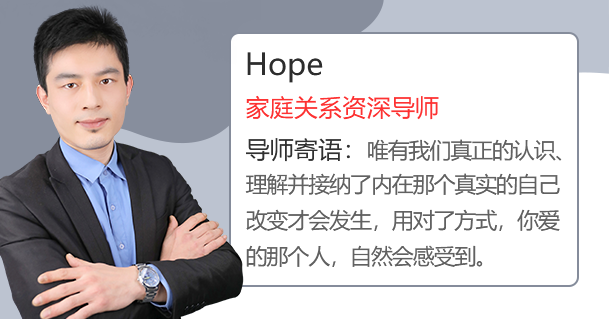 Hope
家庭关系资深导师
导师寄语：唯有我们真正的认识、
理解并接纳了内在那个真实的自己
改变才会发生，用对了方式，你爱
的那个人，自然会感受到。